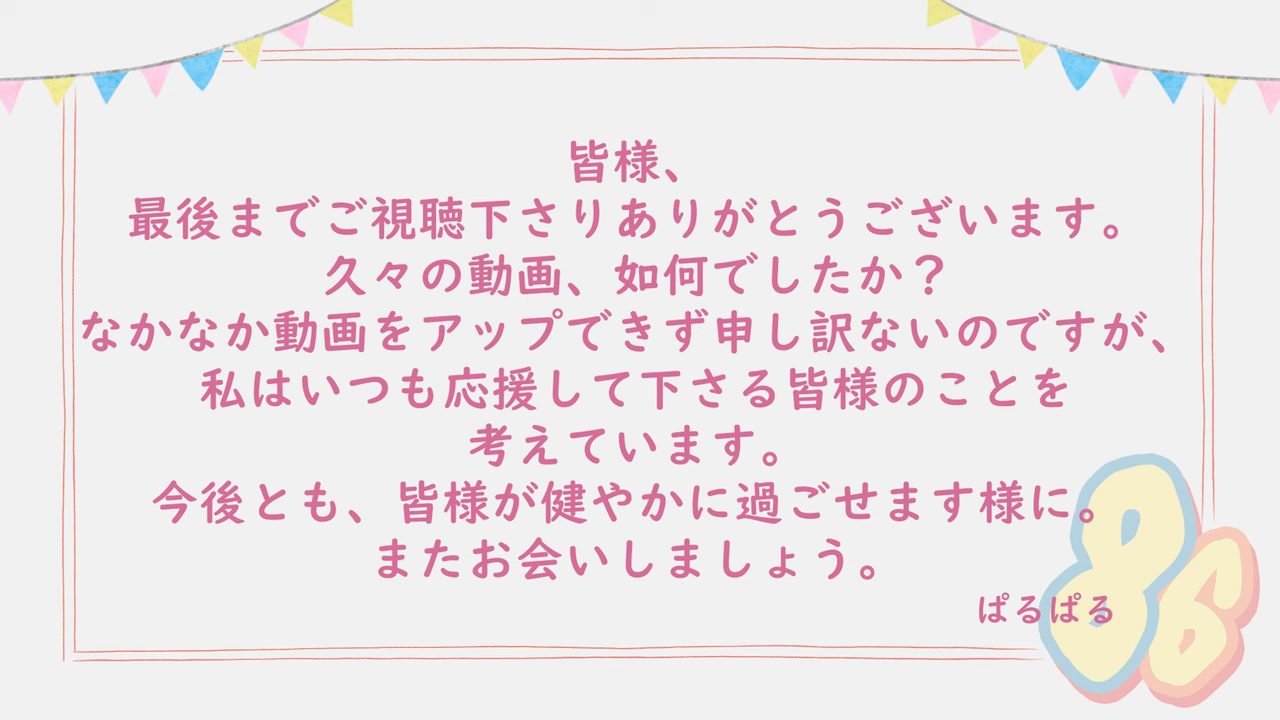 皆様、
最後までご視聴下さりありがとうございます。
久々の動画、如何でしたか？
なかなか動画をアップできず申し訳ないのですが、
私はいつも応援して下さる皆様のことを
考えています。
今後とも、皆様が健やかに過ごせます様に。
またお会いしましょう。
ぱるぱる
86